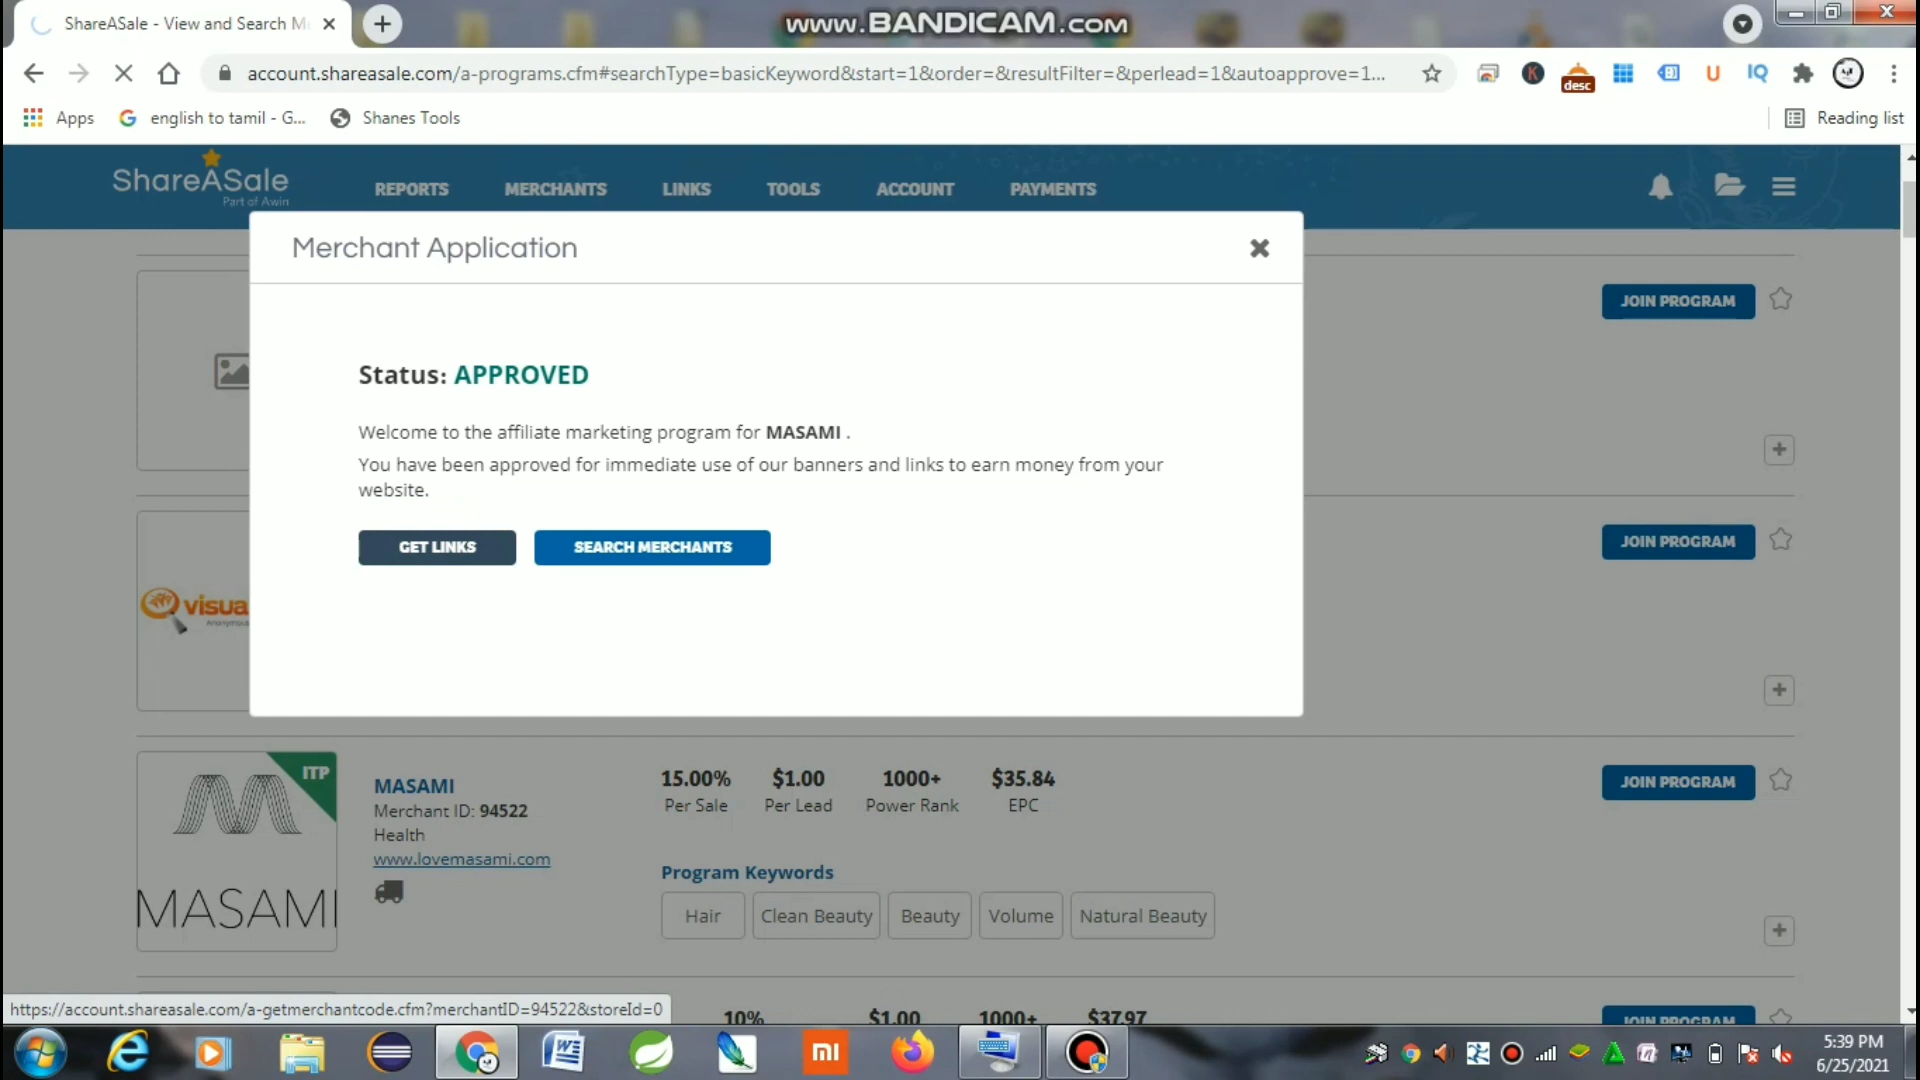 ShareASale - View and Search M
www.BANDICAM.com
account.shareasale.com/a-programs.cfm#searchType=basicKeyword&start=1&order=&resultFilter=&perlead=1&autoapprove=1...
desc
U
IQ
Apps
english to tamil - G...
Shanes Tools
Reading list
ShareASale
Part of Awin
REPORTS
MERCHANTS
LINKS
TOOLS
ACCOUNT
PAYMENTS
Merchant Application
JOIN PROGRAM
Status: APPROVED
Welcome to the affiliate marketing program for MASAMI .
You have been approved for immediate use of our banners and links to earn money from your
website.
GET LINKS
SEARCH MERCHANTS
JOIN PROGRAM
visua
ITP
MASAMI
MASAMI
Merchant ID: 94522
Health
www.lovemasami.com
15.00%
Per Sale
$1.00
Per Lead
1000+
Power Rank
$35.84
EPC
JOIN PROGRAM
Program Keywords
Hair
Clean Beauty
Beauty
Volume
Natural Beauty
https://account.shareasale.com/a-getmerchantcode.cfm?merchantID=94522&storeId=0
10%
$1.00
1000+
$37.97
JOIN PROGRAM
5:39 PM
6/25/2021